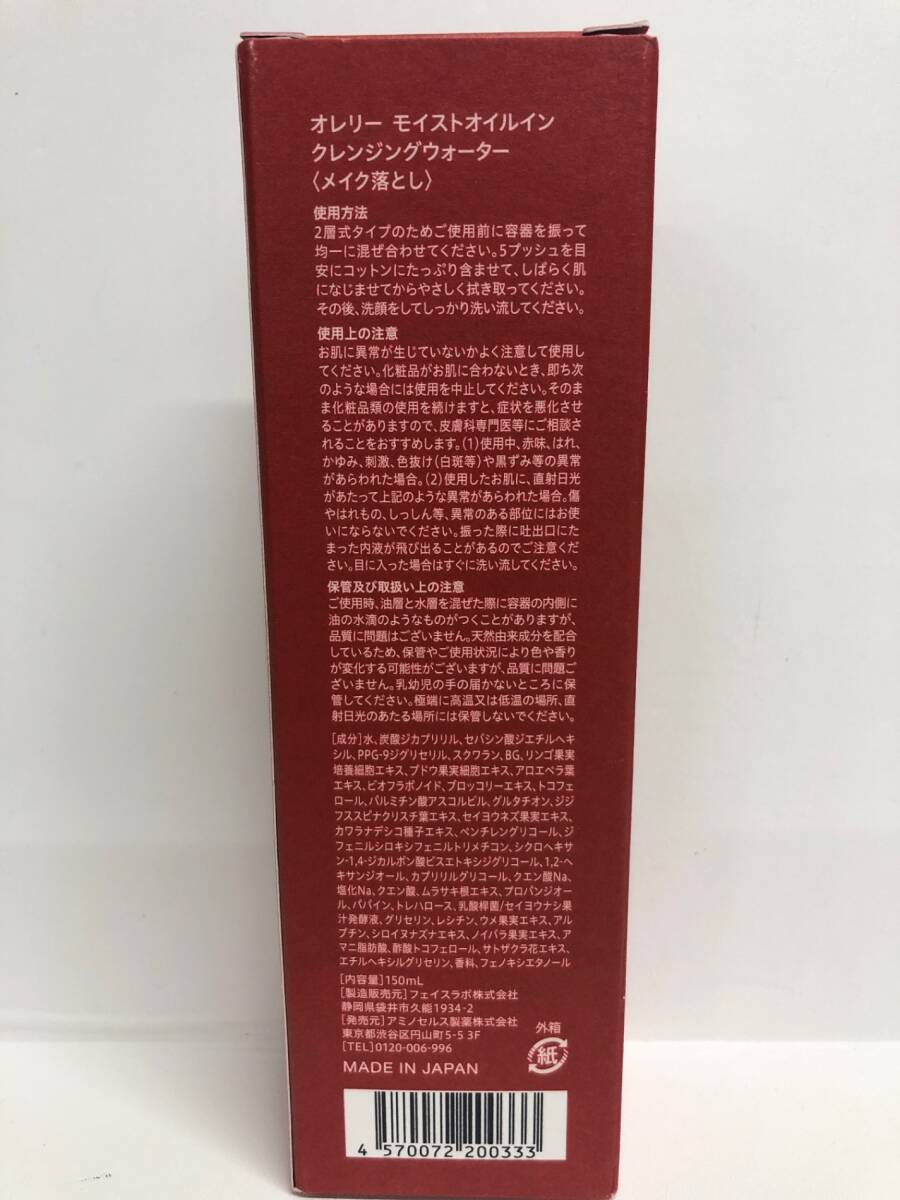 オレリー モイストオイルイン
クレンジングウォーター
〈メイク落とし〉
使用方法
2層式タイプのためご使用前に容器を振って
均一に混ぜ合わせてください。5プッシュを目
安にコットンにたっぷり含ませて、しばらく肌
になじませてからやさしく拭き取ってください。
その後、洗顔をしてしっかり洗い流してください。
使用上の注意
お肌に異常が生じていないかよく注意して使用し
てください。化粧品がお肌に合わないとき、即ち次
のような場合には使用を中止してください。そのま
ま化粧品類の使用を続けますと、症状を悪化させ
ることがありますので、皮膚科専門医等にご相談さ
れることをおすすめします。(1)使用中、赤味、はれ、
かゆみ、刺激、色抜け(白斑等)や黒ずみ等の異常
があらわれた場合。(2)使用したお肌に、直射日光
があたって上記のような異常があらわれた場合。傷
やはれもの、しっしん等、異常のある部位にはお使
いにならないでください。振った際に吐出口にた
まった内液が飛び出ることがあるのでご注意くだ
さい。目に入った場合はすぐに洗い流してください。
保管及び取扱い上の注意
ご使用時、油層と水層を混ぜた際に容器の内側に
油の水滴のようなものがつくことがありますが、
品質に問題はございません。天然由来成分を配合
しているため、保管やご使用状況により色や香り
が変化する可能性がございますが、品質に問題ご
ざいません。乳幼児の手の届かないところに保
管してください。極端に高温又は低温の場所、直
射日光のあたる場所には保管しないでください。
[成分]水、炭酸ジカプリリル、セバシン酸ジエチルヘキ
シル、PPG-9ジグリセリル、スクワラン、BG、リンゴ果実
培養細胞エキス、ブドウ果実細胞エキス、アロエベラ葉
エキス、ビオフラボノイド、ブロッコリーエキス、トコフェ
ロール、パルミチン酸アスコルビル、グルタチオン、ジジ
フススピナクリスチ葉エキス、セイヨウネズ果実エキス、
カワラナデシコ種子エキス、ペンチレングリコール、ジ
フェニルシロキシフェニルトリメチコン、シクロヘキサ
ン-1,4-ジカルボン酸ビスエトキシジグリコール、1,2-ヘ
キサンジオール、カプリリルグリコール、クエン酸Na、
塩化Na、クエン酸、ムラサキ根エキス、プロパンジオー
ル、パパイン、トレハロース、乳酸桿菌/セイヨウナシ果
汁発酵液、グリセリン、レシチン、ウメ果実エキス、アル
ブチン、シロイヌナズナエキス、ノイバラ果実エキス、ア
マニ脂肪酸、酢酸トコフェロール、サトザクラ花エキス、
エチルヘキシルグリセリン、香料、フェノキシエタノール
[内容量]150mL
[製造販売元]フェイスラボ株式会社
静岡県袋井市久能1934-2
[発売元]アミノセルス製薬株式会社
東京都渋谷区円山町5-5 3F
[TEL]0120-006-996
外箱
紙
MADE IN JAPAN
4 570072 200333